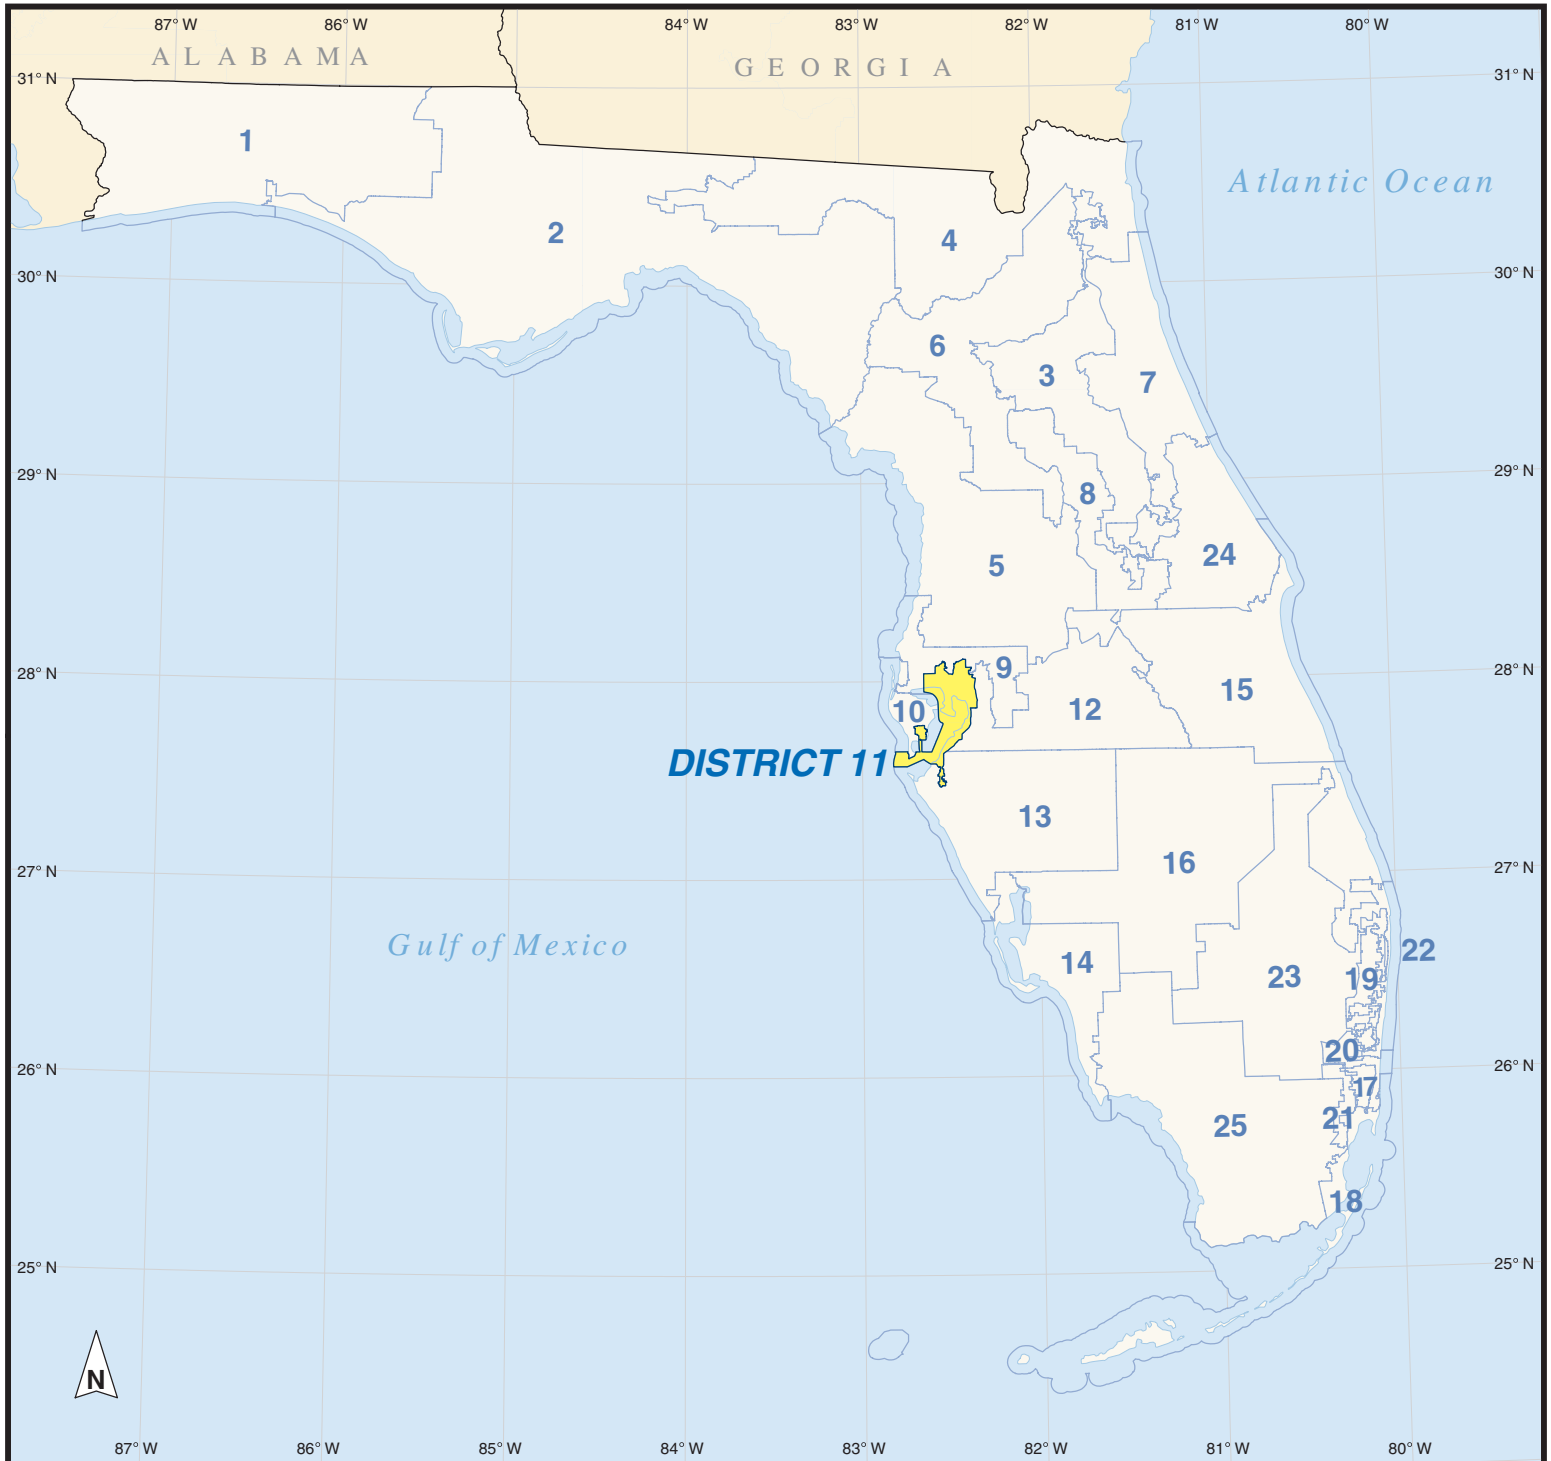 87° W 86° W 84° W 83° W 82° W 81° W 80° W
ALABAMA
GEORGIA
31° N 31° N
1
Atlantic Ocean
2
4
30° N 30° N
6
3
7
29° N 29° N
8
24
5
28° N 28° N
9
15
10
12
DISTRICT 11
13
16
27° N 27° N
Gulf of Mexico
22
14
23
19
20
26° N 26° N
17
21
25
18
25° N 25° N
N
87° W 86° W 85° W 84° W 83° W 82° W 81° W 80° W